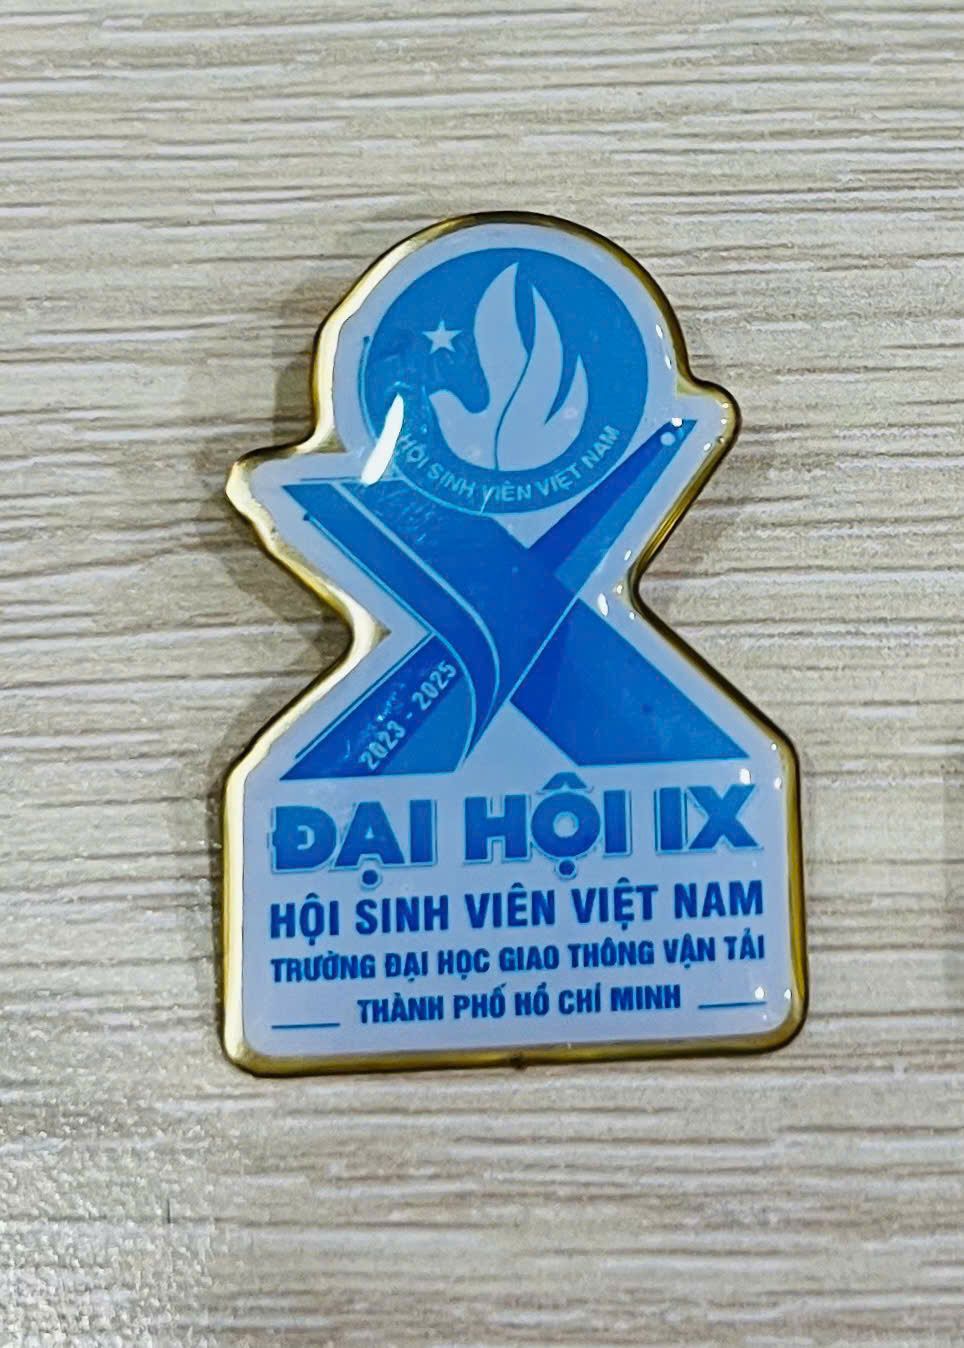 HỘI SINH VIÊN VIỆT NAM
2023 - 2025
ĐẠI HỘI IX
HỘI SINH VIÊN VIỆT NAM
TRƯỜNG ĐẠI HỌC GIAO THÔNG VẬN TẢI
THÀNH PHỐ HỒ CHÍ MINH